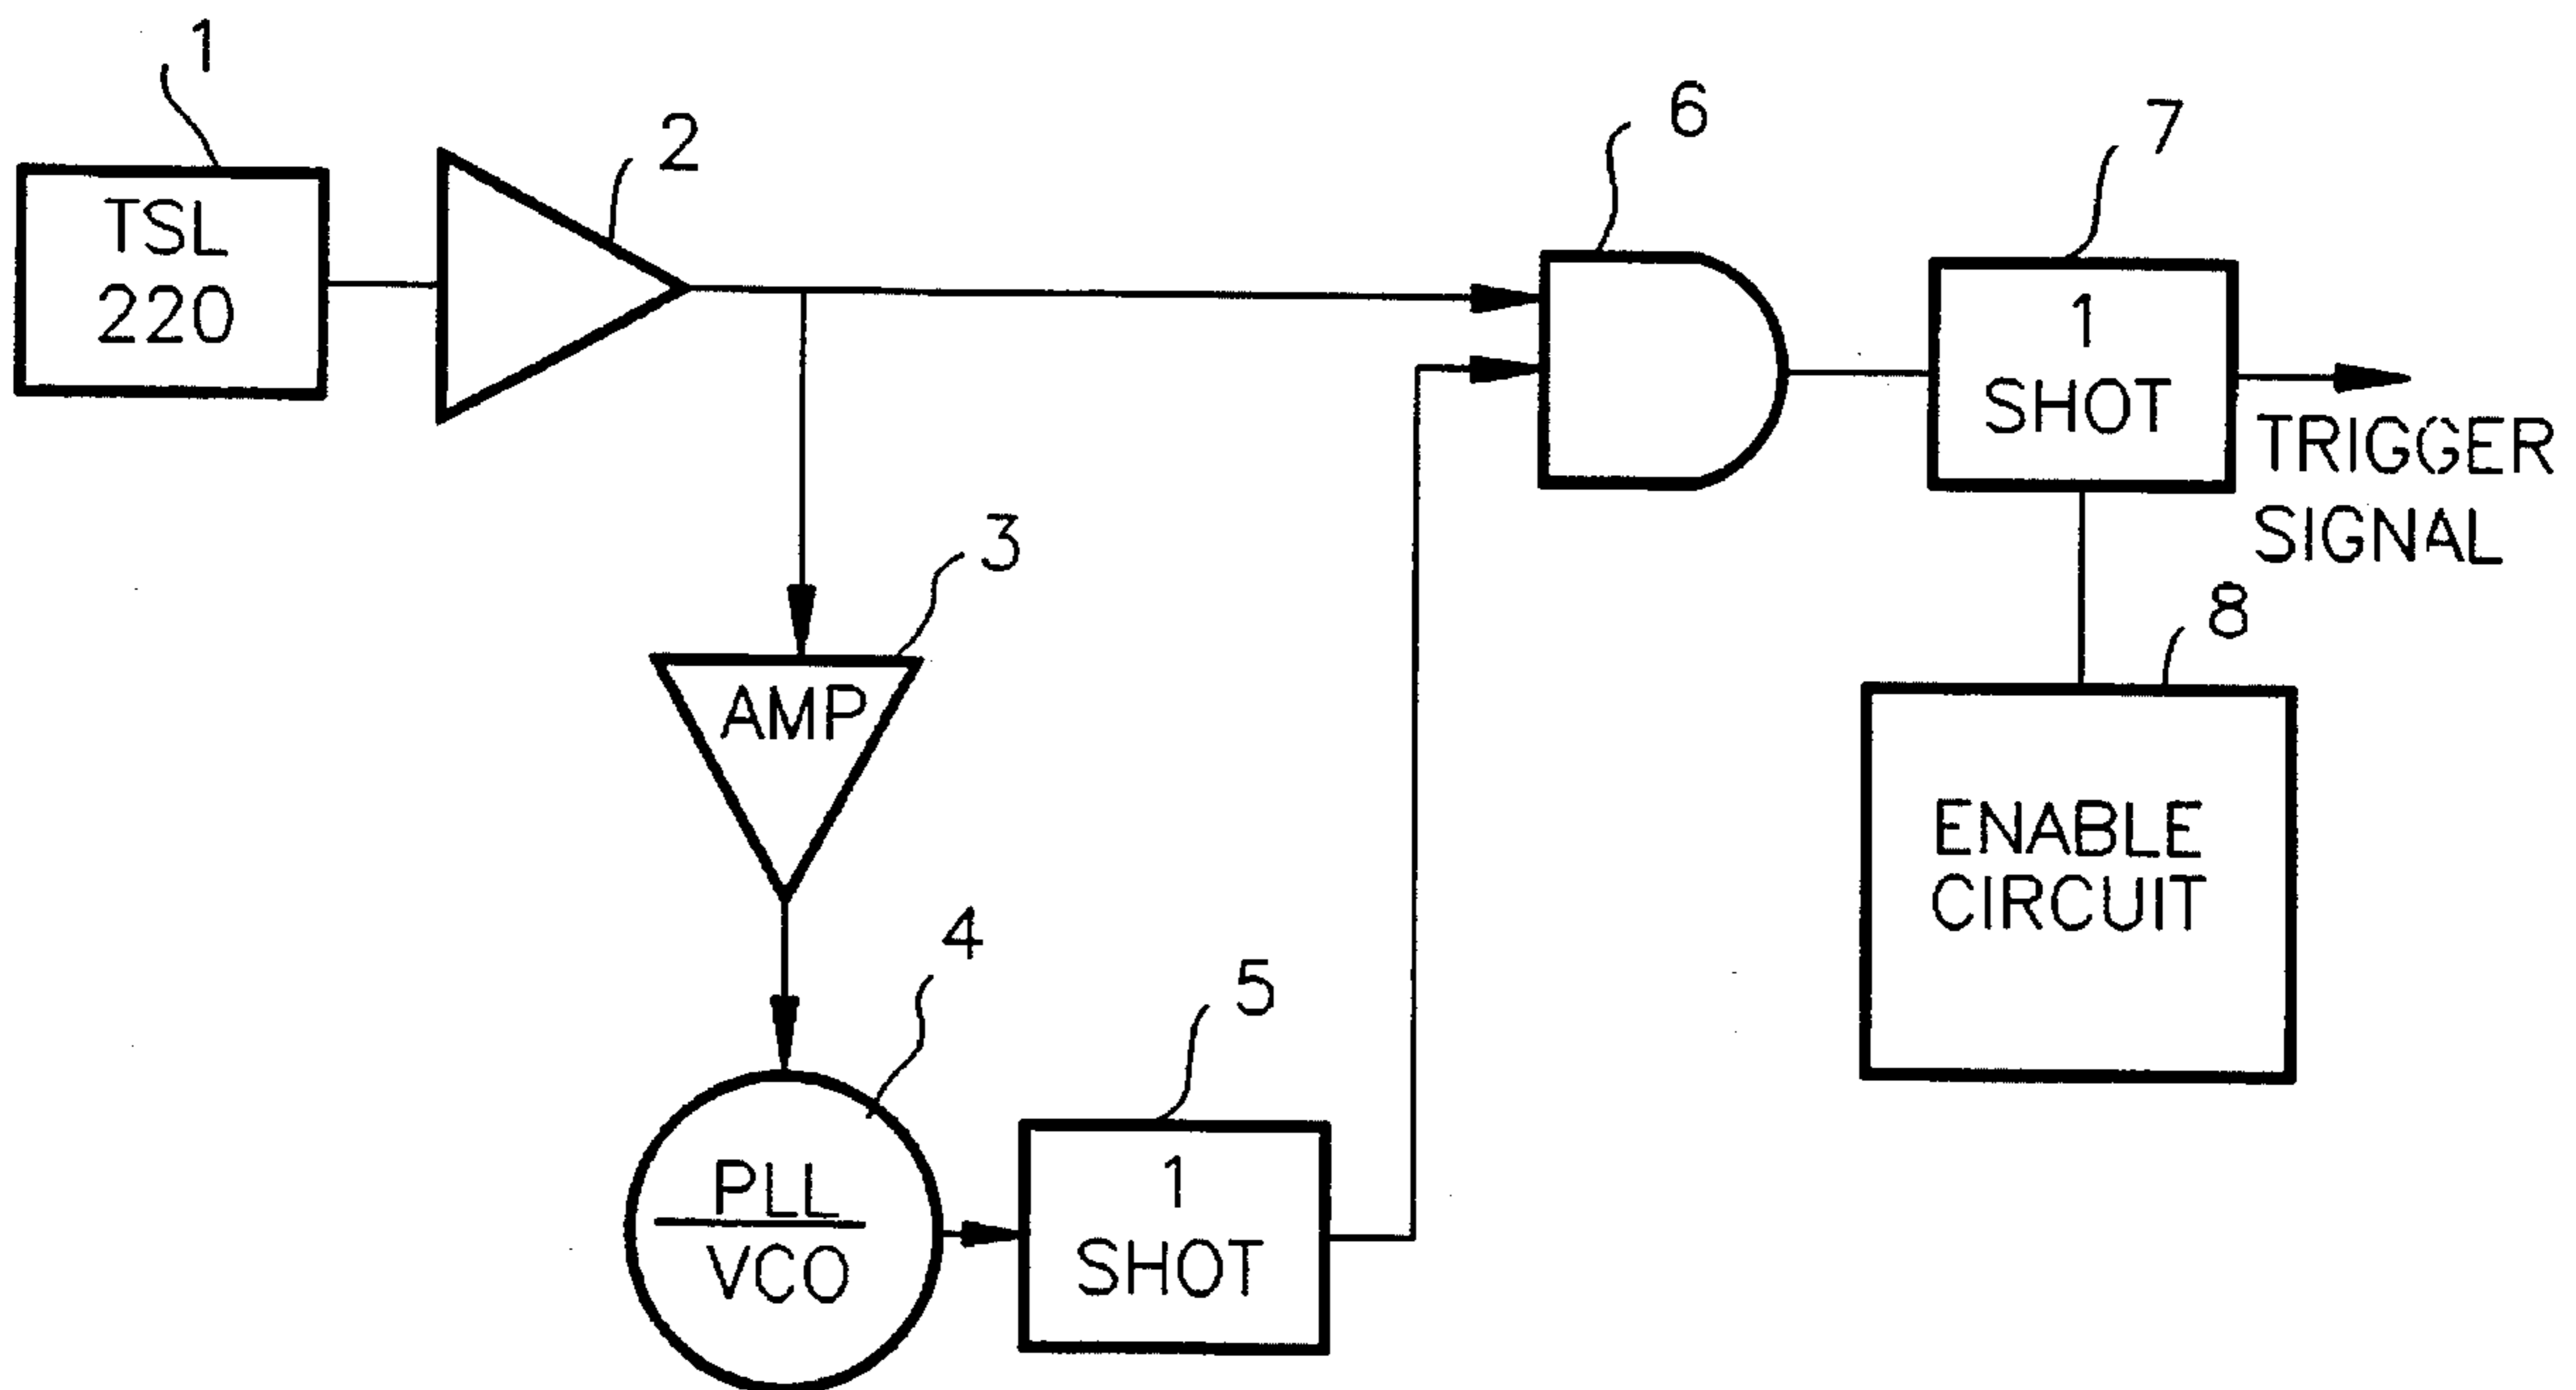 1
TSL
220
2
6
7
1
SHOT
TRIGGER
SIGNAL
3
AMP
8
ENABLE
CIRCUIT
4
PLL
VCO
5
1
SHOT